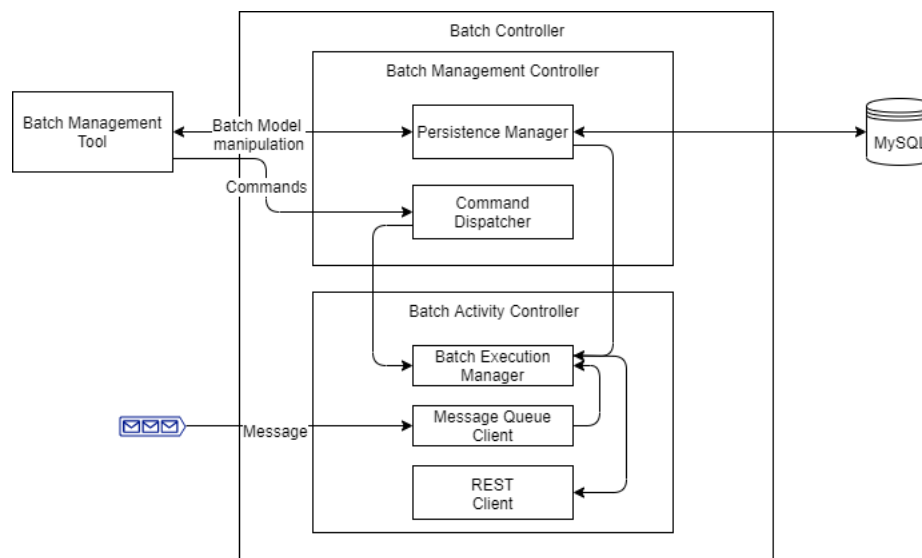 Batch Controller
Batch Management Controller
Batch Management
Tool
Batch Model
manipulation
Persistence Manager
MySQL
Commands
Command
Dispatcher
Batch Activity Controller
Batch Execution
Manager
Message
Message Queue
Client
REST
Client